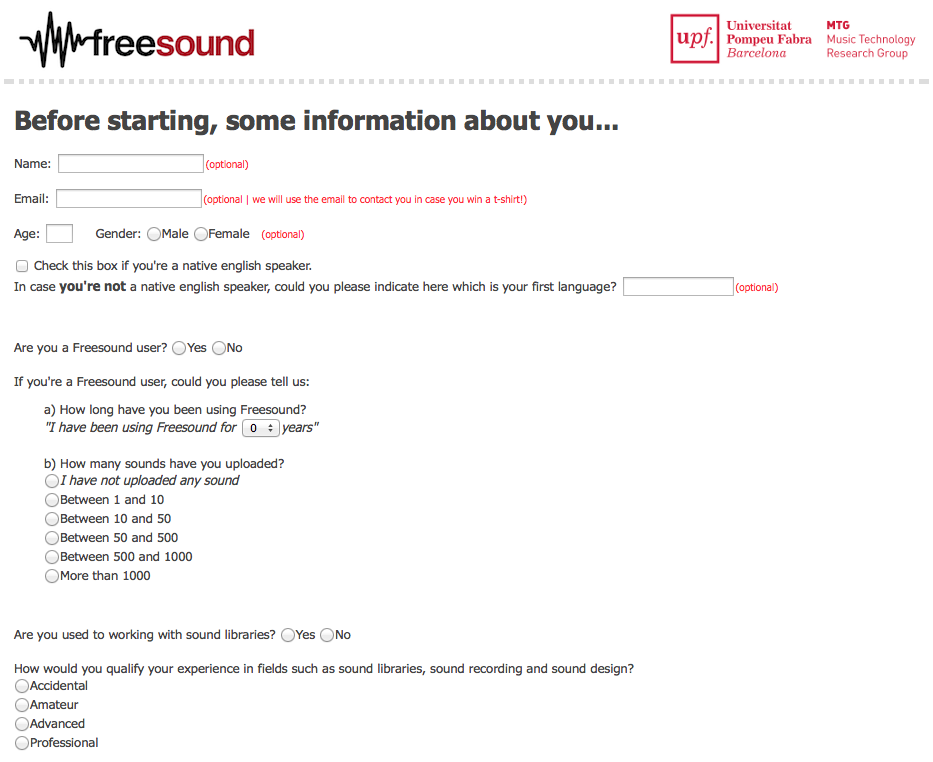 freesound
upf.
Universitat
Pompeu Fabra
Barcelona
MTG
Music Technology
Research Group
Before starting, some information about you...
Name: (optional)
Email: (optional | we will use the email to contact you in case you win a t-shirt!)
Age: Gender: Male Female (optional)
Check this box if you're a native english speaker.
In case you're not a native english speaker, could you please indicate here which is your first language? (optional)
Are you a Freesound user? Yes No
If you're a Freesound user, could you please tell us:
a) How long have you been using Freesound?
"I have been using Freesound for 0 years"
b) How many sounds have you uploaded?
I have not uploaded any sound
Between 1 and 10
Between 10 and 50
Between 50 and 500
Between 500 and 1000
More than 1000
Are you used to working with sound libraries? Yes No
How would you qualify your experience in fields such as sound libraries, sound recording and sound design?
Accidental
Amateur
Advanced
Professional